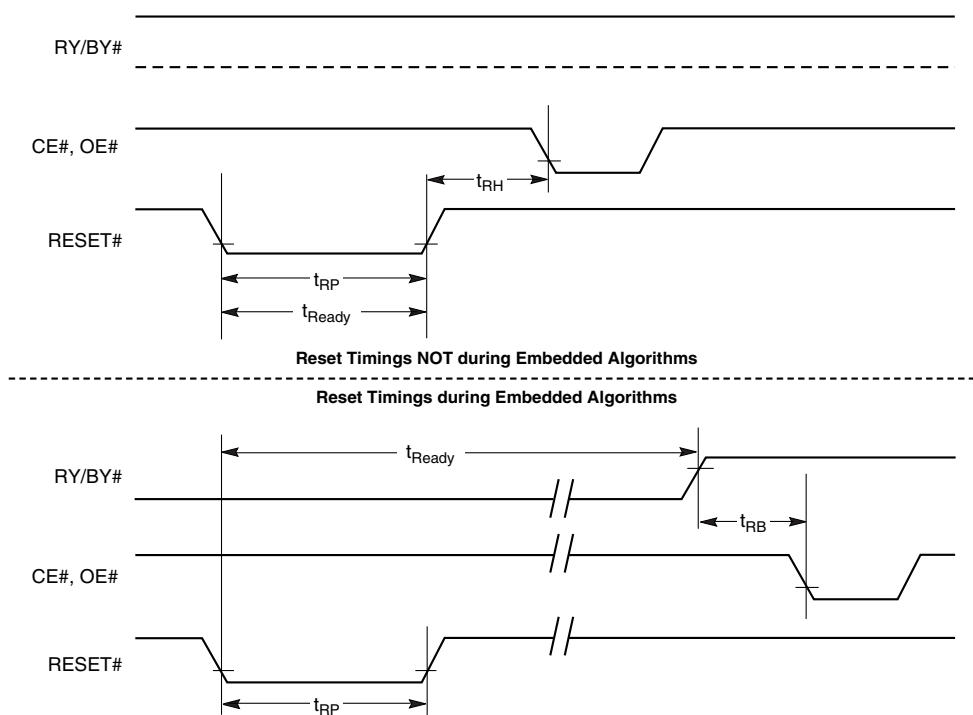 RY/BY#
CE#, OE#
tRH
RESET#
tRP
tReady
Reset Timings NOT during Embedded Algorithms
Reset Timings during Embedded Algorithms
tReady
RY/BY#
tRB
CE#, OE#
RESET#
tRP